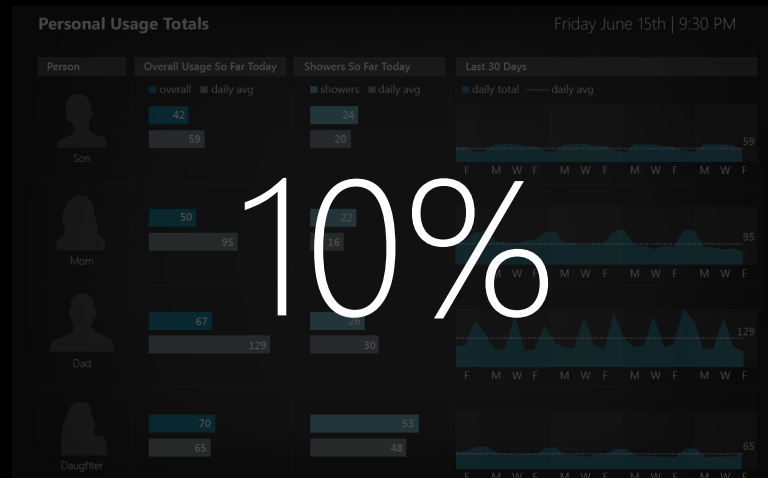 Personal Usage Totals
Friday June 15th | 9:30 PM
Person
Overall Usage So Far Today
Showers So Far Today
Last 30 Days
overall daily avg
showers daily avg
daily total daily avg
42
59
24
20
59
Son
F M W F M W F M W F M W F
10%
50
95
22
16
95
Mom
F M W F M W F M W F M W F
67
129
26
30
129
Dad
F M W F M W F M W F M W F
70
65
53
48
65
Daughter
F M W F M W F M W F M W F